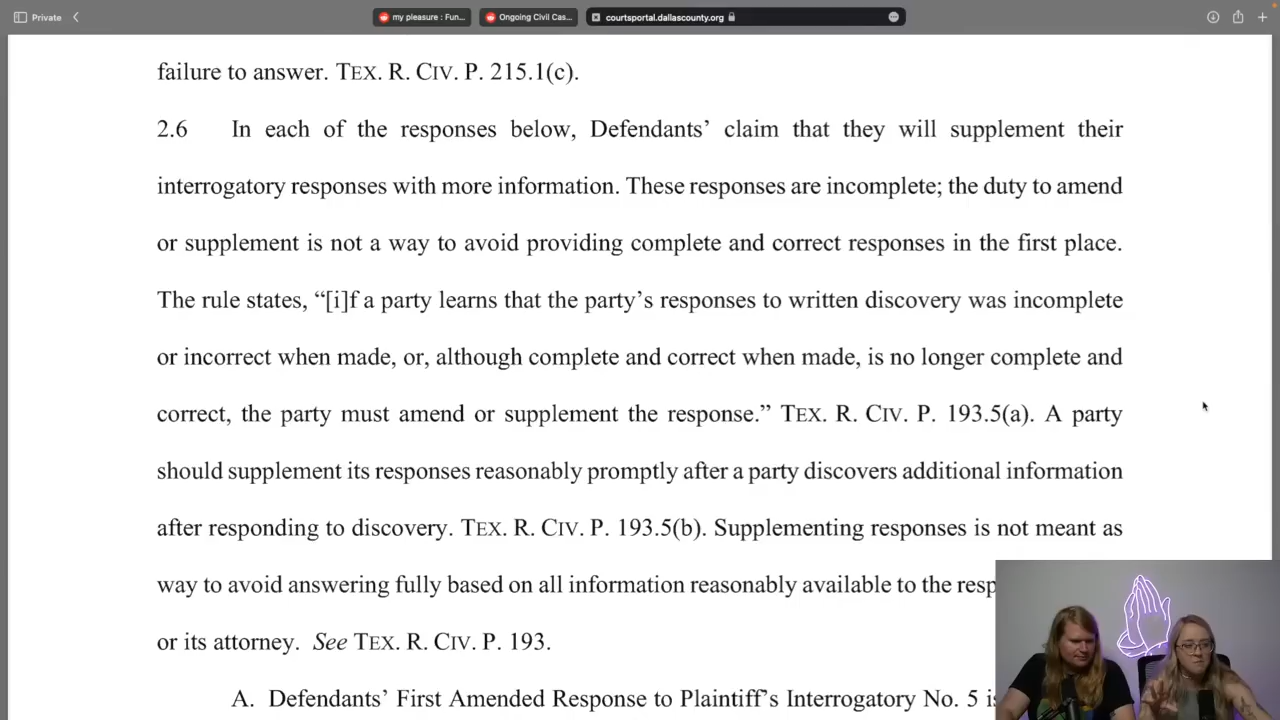 Private
my pleasure : Fun...
Ongoing Civil Cas...
courtsportal.dallascounty.org
failure to answer. TEX. R. CIV. P. 215.1(c).
2.6 In each of the responses below, Defendants’ claim that they will supplement their
interrogatory responses with more information. These responses are incomplete; the duty to amend
or supplement is not a way to avoid providing complete and correct responses in the first place.
The rule states, “[i]f a party learns that the party’s responses to written discovery was incomplete
or incorrect when made, or, although complete and correct when made, is no longer complete and
correct, the party must amend or supplement the response.” TEX. R. CIV. P. 193.5(a). A party
should supplement its responses reasonably promptly after a party discovers additional information
after responding to discovery. TEX. R. CIV. P. 193.5(b). Supplementing responses is not meant as
way to avoid answering fully based on all information reasonably available to the resp
or its attorney. See TEX. R. CIV. P. 193.
A. Defendants’ First Amended Response to Plaintiff’s Interrogatory No. 5